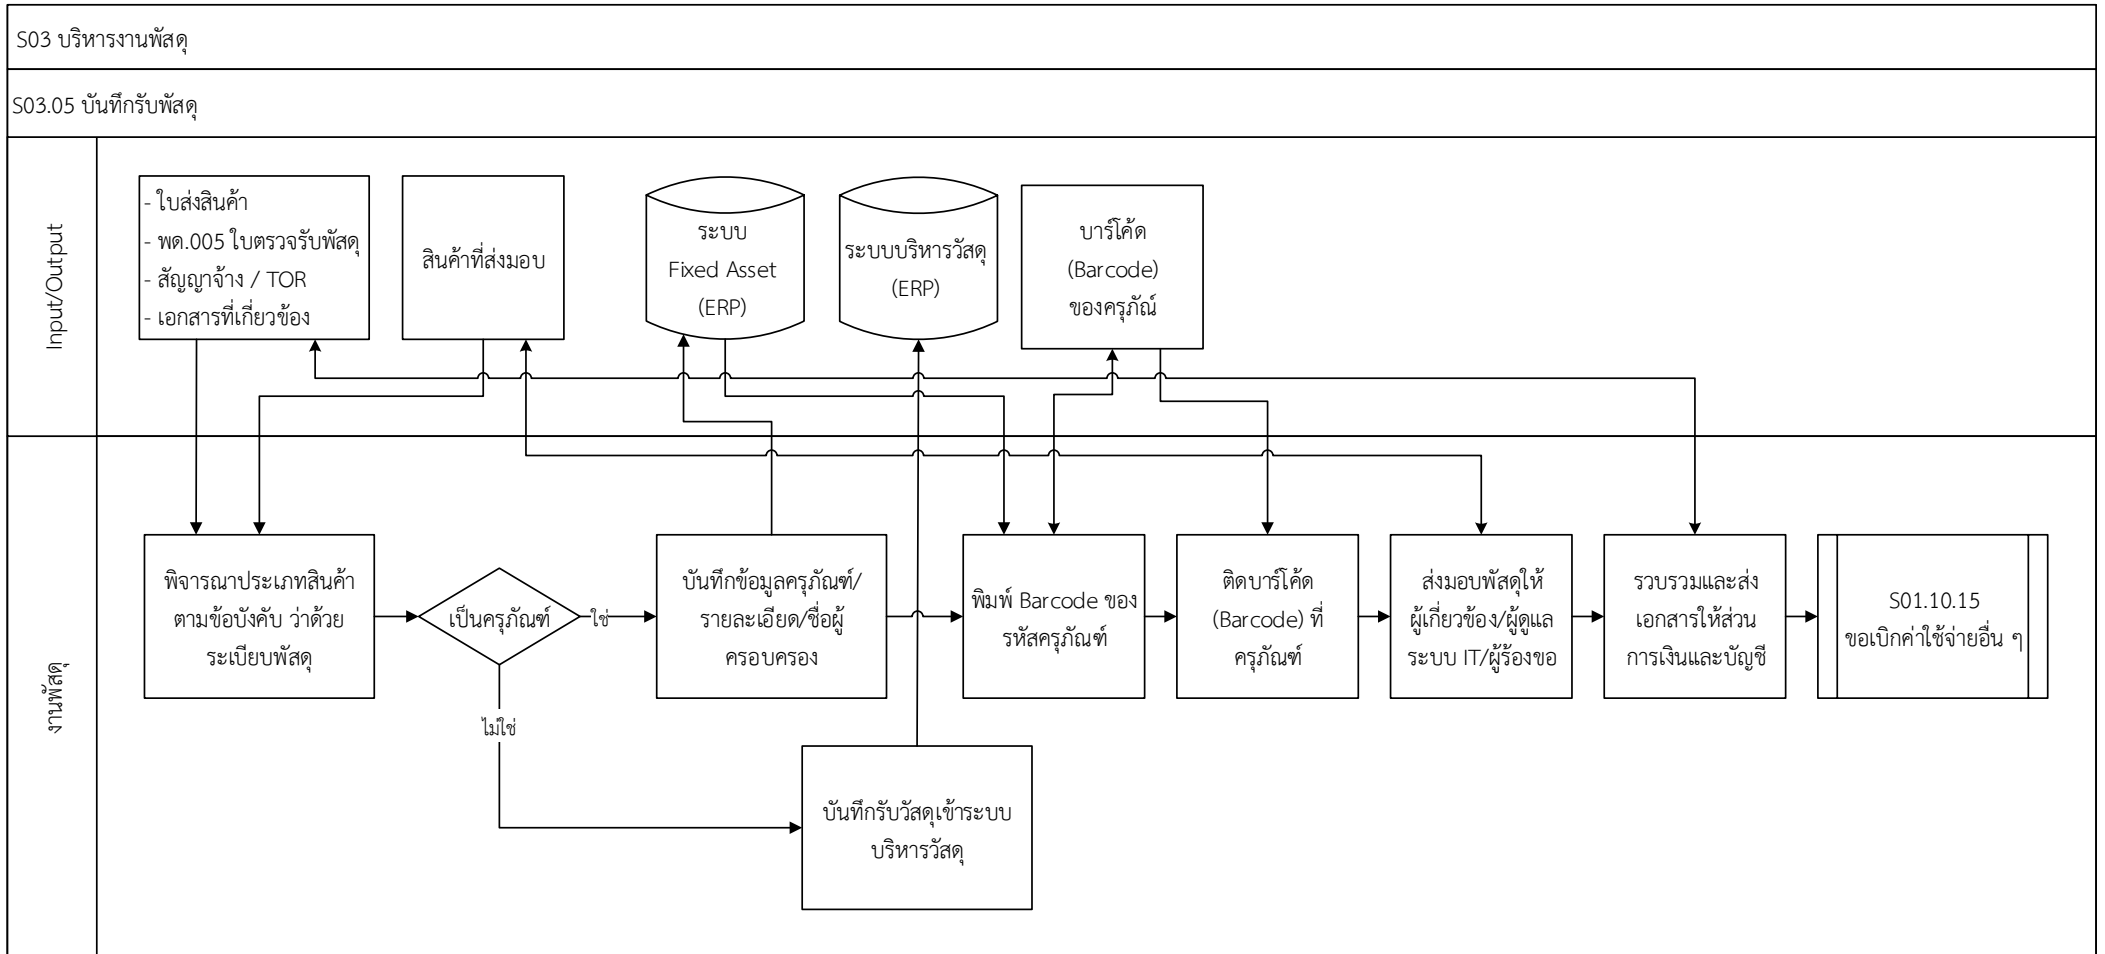 S03 บริหารงานพัสดุ
S03.05 บันทึกรับพัสดุ
Input/Output
- ใบส่งสินค้า
- พด.005 ใบตรวจรับพัสดุ
- สัญญาจ้าง / TOR
- เอกสารที่เกี่ยวข้อง
สินค้าที่ส่งมอบ
ระบบ
Fixed Asset
(ERP)
ระบบบริหารวัสดุ
(ERP)
บาร์โค้ด
(Barcode)
ของครุภัณ์
งานพัสดุ
พิจารณาประเภทสินค้า
ตามข้อบังคับ ว่าด้วย
ระเบียบพัสดุ
เป็นครุภัณฑ์
ใช่
ไม่ใช่
บันทึกข้อมูลครุภัณฑ์/
รายละเอียด/ชื่อผู้
ครอบครอง
พิมพ์ Barcode ของ
รหัสครุภัณฑ์
ติดบาร์โค้ด
(Barcode) ที่
ครุภัณฑ์
ส่งมอบพัสดุให้
ผู้เกี่ยวข้อง/ผู้ดูแล
ระบบ IT/ผู้ร้องขอ
รวบรวมและส่ง
เอกสารให้ส่วน
การเงินและบัญชี
S01.10.15
ขอเบิกค่าใช้จ่ายอื่น ๆ
บันทึกรับวัสดุเข้าระบบ
บริหารวัสดุ